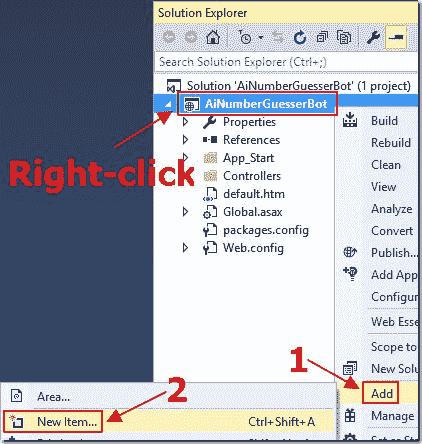 Solution Explorer
Search Solution Explorer (Ctrl+;)
Solution 'AiNumberGuesserBot' (1 project)
AiNumberGuesserBot
Properties
References
App_Start
Controllers
default.htm
Global.asax
packages.config
Web.config
Right-click
Build
Rebuild
Clean
View
Analyze
Convert
Publish...
Add App
Configu
Web Esse
Scope to
New Solu
1
Add
Manage
2
Area...
New Item... Ctrl+Shift+A